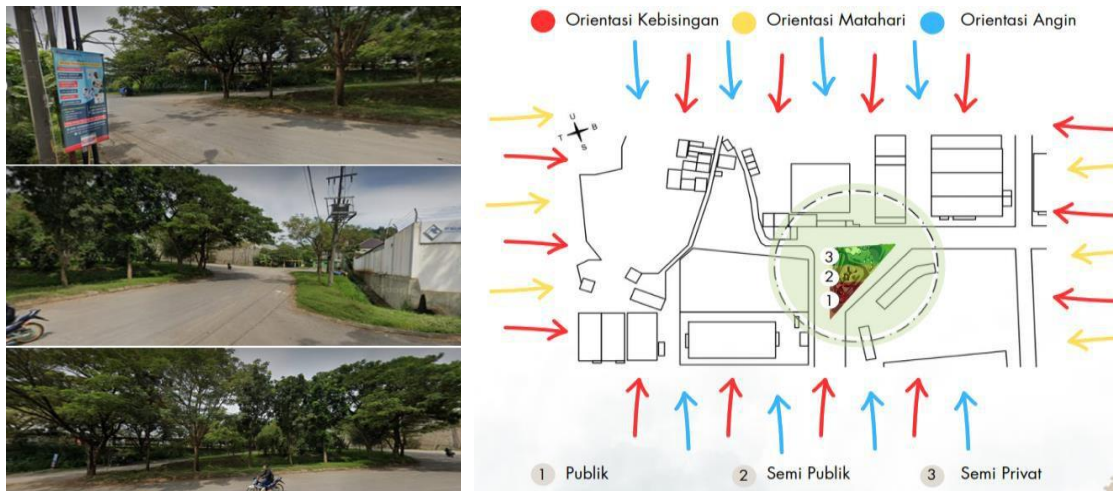 Orientasi Kebisingan
Orientasi Matahari
Orientasi Angin
U
B
T
S
3
2
1
1 Publik
2 Semi Publik
3 Semi Privat